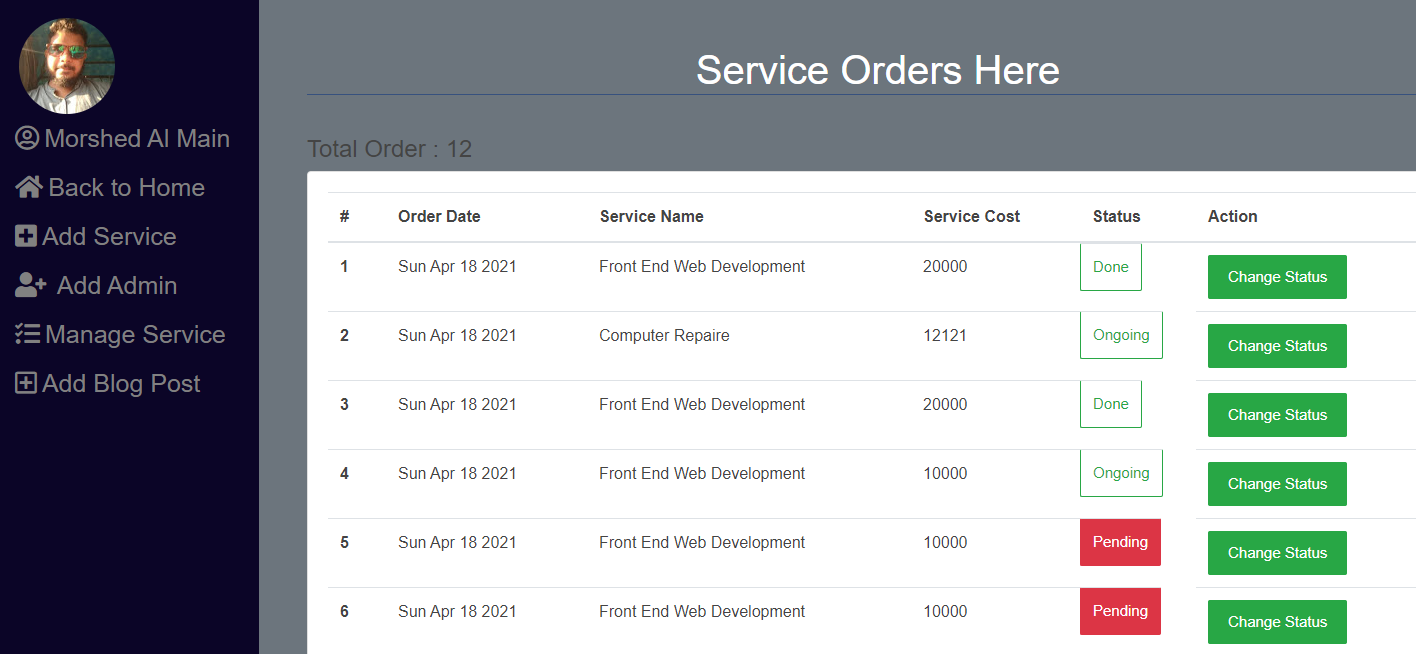 Morshed Al Main
Back to Home
Add Service
Add Admin
Manage Service
Add Blog Post
Service Orders Here
Total Order : 12
# Order Date Service Name Service Cost Status Action
1 Sun Apr 18 2021 Front End Web Development 20000 Done Change Status
2 Sun Apr 18 2021 Computer Repaire 12121 Ongoing Change Status
3 Sun Apr 18 2021 Front End Web Development 20000 Done Change Status
4 Sun Apr 18 2021 Front End Web Development 10000 Ongoing Change Status
5 Sun Apr 18 2021 Front End Web Development 10000 Pending Change Status
6 Sun Apr 18 2021 Front End Web Development 10000 Pending Change Status